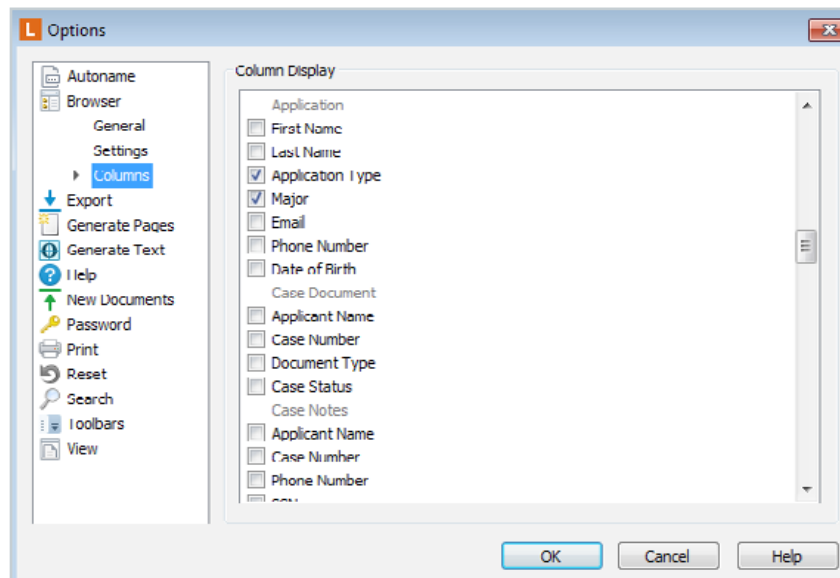 L Options
Autoname
Browser
General
Settings
Columns
Export
Generate Pages
Generate Text
Help
New Documents
Password
Print
Reset
Search
Toolbars
View
Column Display
Application
First Name
Last Name
Application Type
Major
Email
Phone Number
Date of Birth
Case Document
Applicant Name
Case Number
Document Type
Case Status
Case Notes
Applicant Name
Case Number
Phone Number
OK Cancel Help